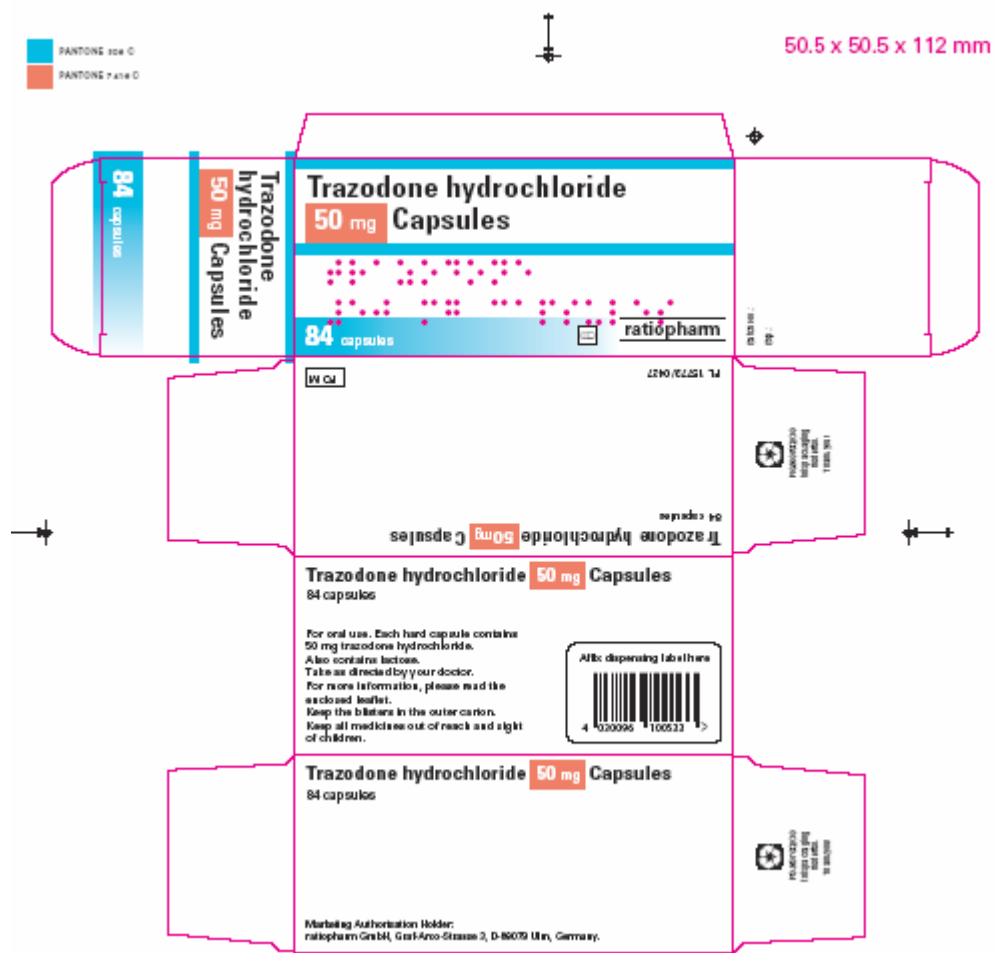 50.5 x 50.5 x 112 mm
PANTONE
PANTONE
84 capsules
Trazodone
hydrochloride
50 mg Capsules
Trazodone hydrochloride
50 mg Capsules
84 capsules
ratiopharm
POM
PL 15773/0427
84 capsules
Trazodone hydrochloride 50mg Capsules
Trazodone hydrochloride 50 mg Capsules
84 capsules
For oral use. Each hard capsule contains
50 mg trazodone hydrochloride.
Also contains lactose.
Take as directed by your doctor.
For more information, please read the
enclosed leaflet.
Keep the blisters in the outer carton.
Keep all medicines out of reach and sight
of children.
Affix dispensing label here
4 030096 100533 >
Trazodone hydrochloride 50 mg Capsules
84 capsules
Marketing Authorisation Holder:
ratiopharm GmbH, Graf-Arco-Strasse 3, D-89079 Ulm, Germany.